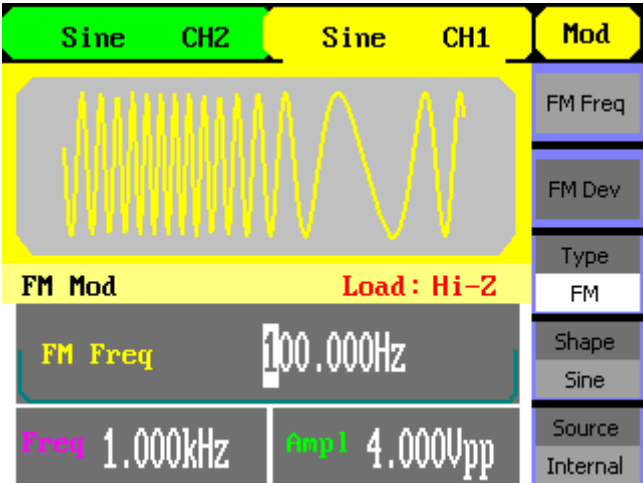 Sine CH2 Sine CH1 Mod
FM Freq
FM Dev
Type
FM
FM Mod Load: Hi-Z
Shape
Sine
FM Freq 100.000Hz
Source
Internal
Freq 1.000kHz Ampl 4.000Vpp